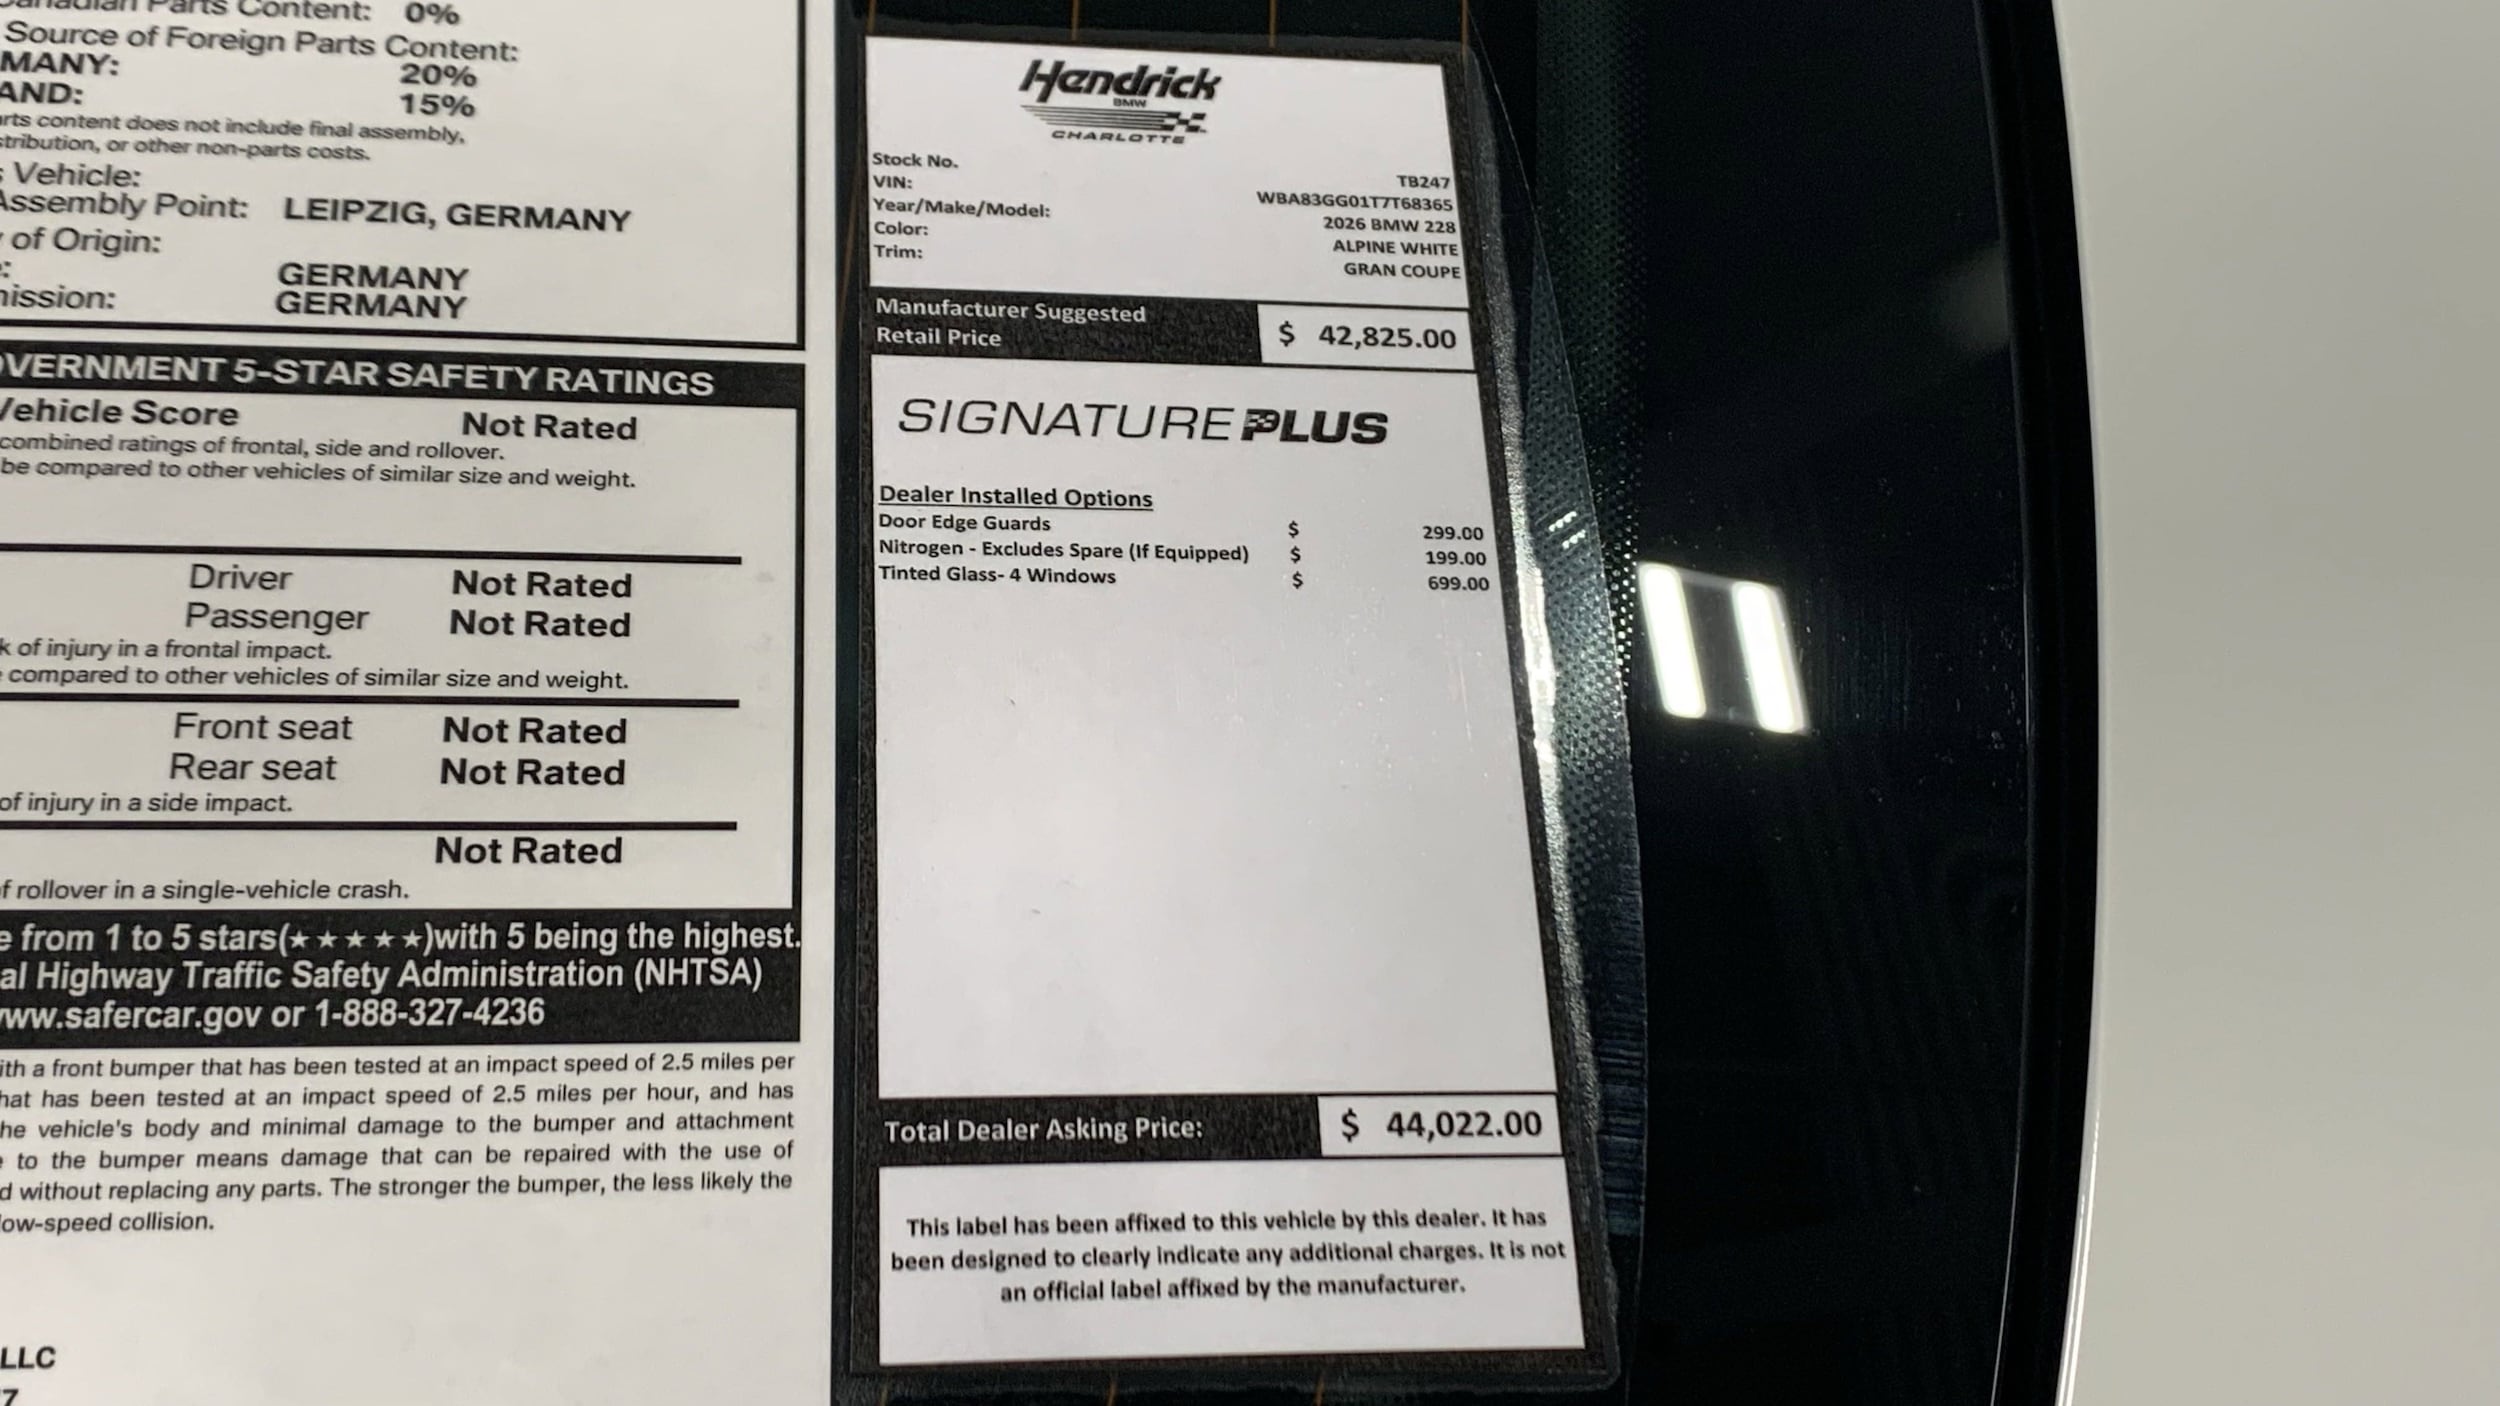 Parts Content: 0%
Source of Foreign Parts Content:
MANY: 20%
AND: 15%
rts content does not include final assembly,
stribution, or other non-parts costs.
Vehicle:
Assembly Point: LEIPZIG, GERMANY
of Origin:
GERMANY
ission: GERMANY
OVERNMENT 5-STAR SAFETY RATINGS
Vehicle Score Not Rated
combined ratings of frontal, side and rollover.
be compared to other vehicles of similar size and weight.
Driver Not Rated
Passenger Not Rated
k of injury in a frontal impact.
compared to other vehicles of similar size and weight.
Front seat Not Rated
Rear seat Not Rated
of injury in a side impact.
Not Rated
f rollover in a single-vehicle crash.
e from 1 to 5 stars(★★★★★)with 5 being the highest.
al Highway Traffic Safety Administration (NHTSA)
ww.safercar.gov or 1-888-327-4236
ith a front bumper that has been tested at an impact speed of 2.5 miles per
hat has been tested at an impact speed of 2.5 miles per hour, and has
he vehicle's body and minimal damage to the bumper and attachment
e to the bumper means damage that can be repaired with the use of
d without replacing any parts. The stronger the bumper, the less likely the
low-speed collision.
LLC
7
Hendrick
BMW
CHARLOTTE
Stock No. TB247
VIN: WBA83GG01T7T68365
Year/Make/Model: 2026 BMW 228
Color: ALPINE WHITE
Trim: GRAN COUPE
Manufacturer Suggested
Retail Price $ 42,825.00
SIGNATUREPLUS
Dealer Installed Options
Door Edge Guards $ 299.00
Nitrogen - Excludes Spare (If Equipped) $ 199.00
Tinted Glass- 4 Windows $ 699.00
Total Dealer Asking Price: $ 44,022.00
This label has been affixed to this vehicle by this dealer. It has
been designed to clearly indicate any additional charges. It is not
an official label affixed by the manufacturer.